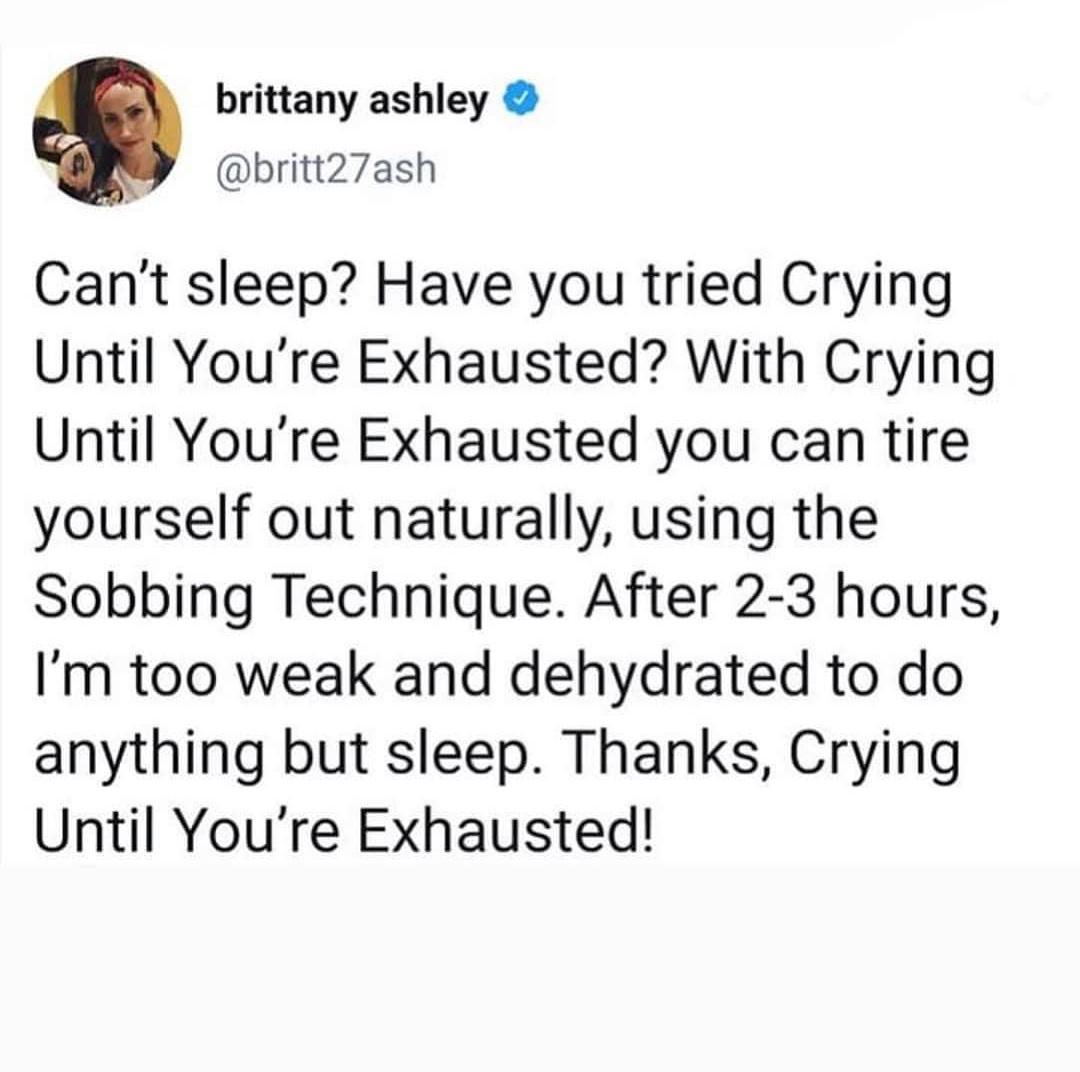 brittany ashley
@britt27ash
Can’t sleep? Have you tried Crying
Until You’re Exhausted? With Crying
Until You’re Exhausted you can tire
yourself out naturally, using the
Sobbing Technique. After 2-3 hours,
I’m too weak and dehydrated to do
anything but sleep. Thanks, Crying
Until You’re Exhausted!